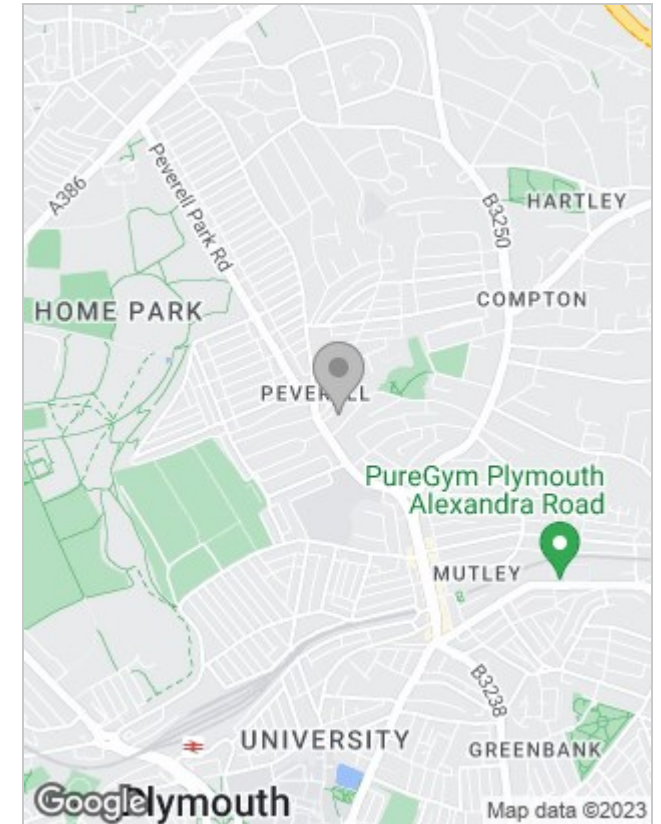 A386
Peverell Park Rd
B3250
HARTLEY
HOME PARK
COMPTON
PEVERELL
PureGym Plymouth
Alexandra Road
MUTLEY
B3238
UNIVERSITY
GREENBANK
Plymouth
Google
Map data ©2023